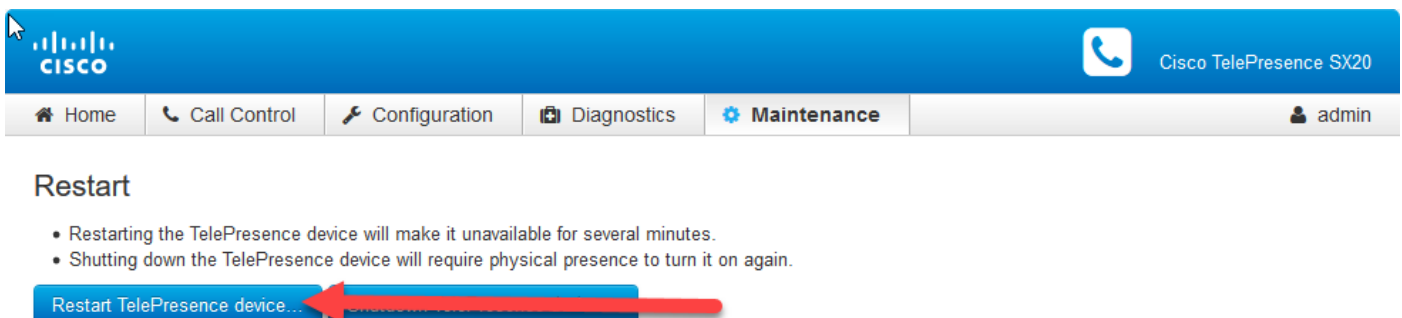 CISCO
Cisco TelePresence SX20
Home Call Control Configuration Diagnostics Maintenance admin
Restart
• Restarting the TelePresence device will make it unavailable for several minutes.
• Shutting down the TelePresence device will require physical presence to turn it on again.
Restart TelePresence device...